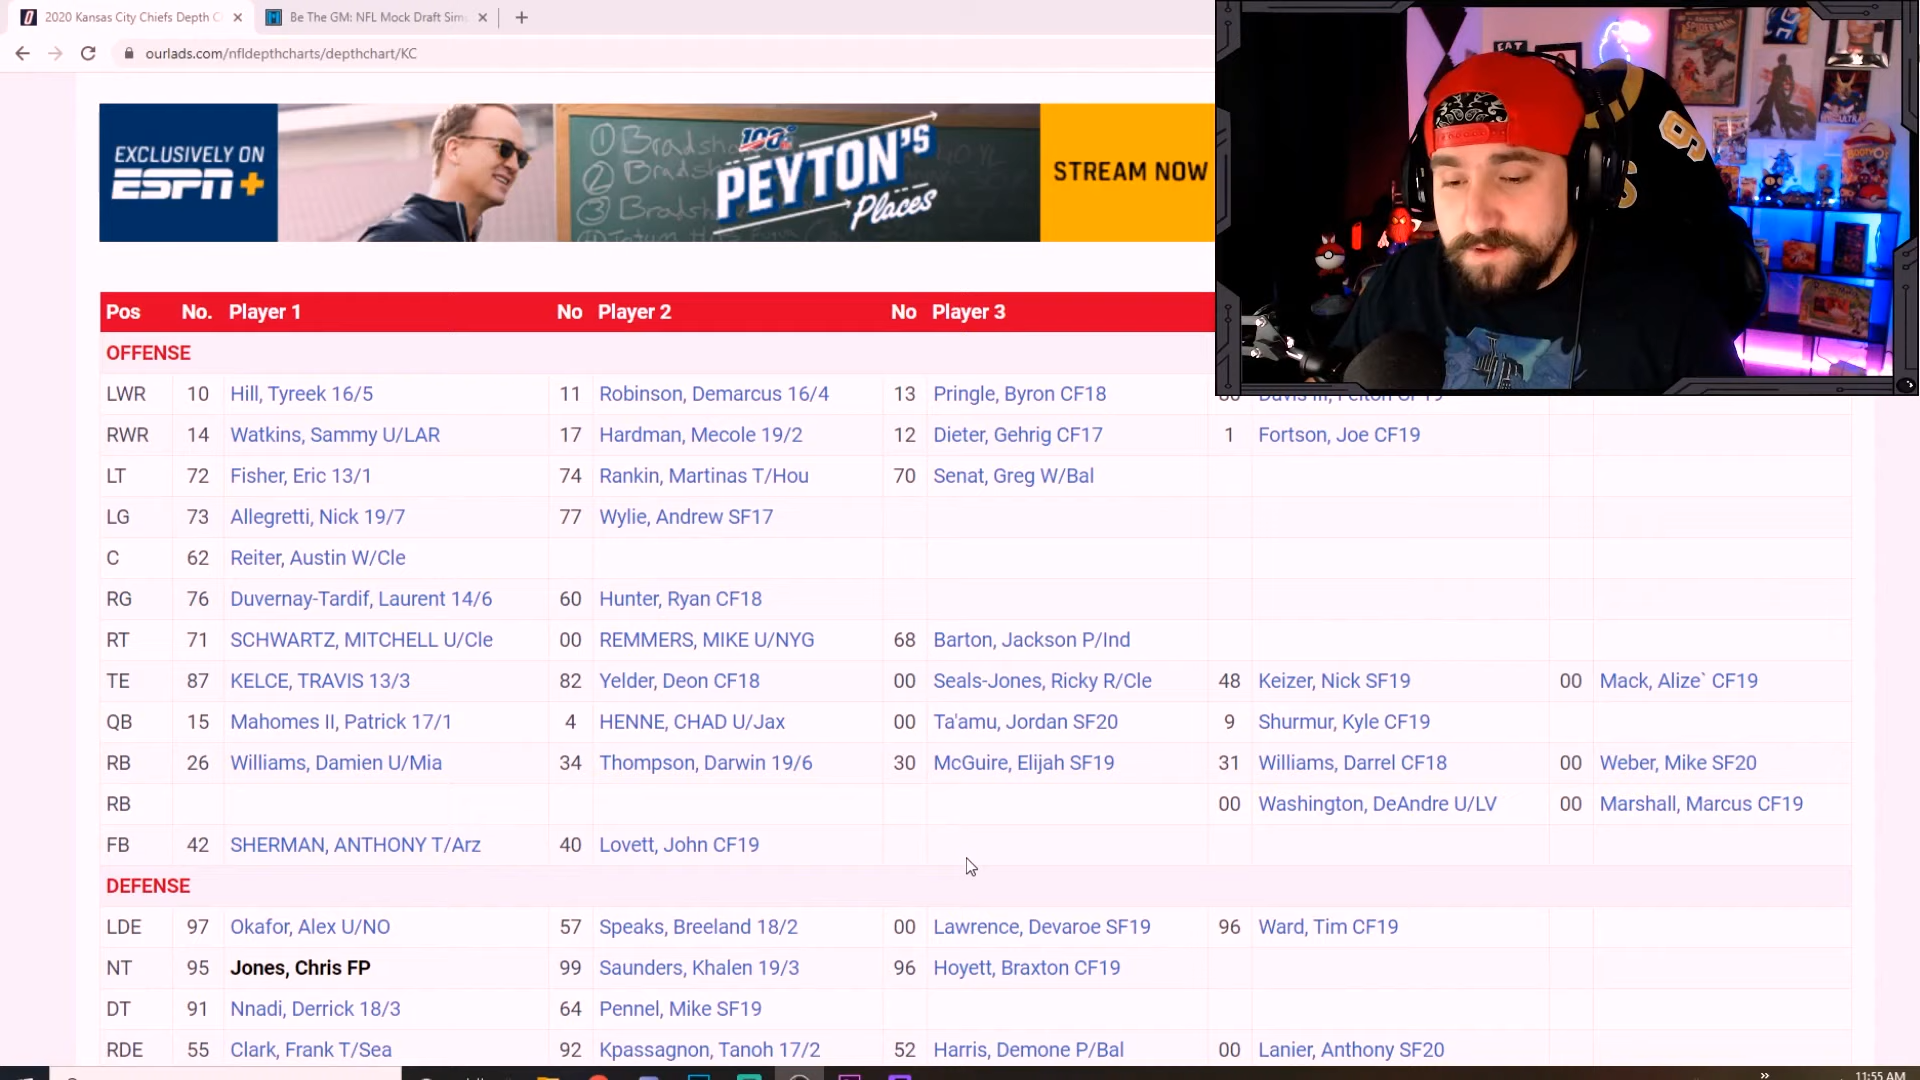 2020 Kansas City Chiefs Depth C
Be The GM: NFL Mock Draft Sim
ourlads.com/nfldepthcharts/depthchart/KC
EXCLUSIVELY ON
ESPN+
1 Bradsh
2 Bradsh
3 Bradsh
100
PEYTON'S
Places
STREAM NOW
Pos No. Player 1 No Player 2 No Player 3
OFFENSE
LWR 10 Hill, Tyreek 16/5 11 Robinson, Demarcus 16/4 13 Pringle, Byron CF18
RWR 14 Watkins, Sammy U/LAR 17 Hardman, Mecole 19/2 12 Dieter, Gehrig CF17 1 Fortson, Joe CF19
LT 72 Fisher, Eric 13/1 74 Rankin, Martinas T/Hou 70 Senat, Greg W/Bal
LG 73 Allegretti, Nick 19/7 77 Wylie, Andrew SF17
C 62 Reiter, Austin W/Cle
RG 76 Duvernay-Tardif, Laurent 14/6 60 Hunter, Ryan CF18
RT 71 SCHWARTZ, MITCHELL U/Cle 00 REMMERS, MIKE U/NYG 68 Barton, Jackson P/Ind
TE 87 KELCE, TRAVIS 13/3 82 Yelder, Deon CF18 00 Seals-Jones, Ricky R/Cle 48 Keizer, Nick SF19 00 Mack, Alize` CF19
QB 15 Mahomes II, Patrick 17/1 4 HENNE, CHAD U/Jax 00 Ta'amu, Jordan SF20 9 Shurmur, Kyle CF19
RB 26 Williams, Damien U/Mia 34 Thompson, Darwin 19/6 30 McGuire, Elijah SF19 31 Williams, Darrel CF18 00 Weber, Mike SF20
RB 00 Washington, DeAndre U/LV 00 Marshall, Marcus CF19
FB 42 SHERMAN, ANTHONY T/Arz 40 Lovett, John CF19
DEFENSE
LDE 97 Okafor, Alex U/NO 57 Speaks, Breeland 18/2 00 Lawrence, Devaroe SF19 96 Ward, Tim CF19
NT 95 Jones, Chris FP 99 Saunders, Khalen 19/3 96 Hoyett, Braxton CF19
DT 91 Nnadi, Derrick 18/3 64 Pennel, Mike SF19
RDE 55 Clark, Frank T/Sea 92 Kpassagnon, Tanoh 17/2 52 Harris, Demone P/Bal 00 Lanier, Anthony SF20
11:55 AM